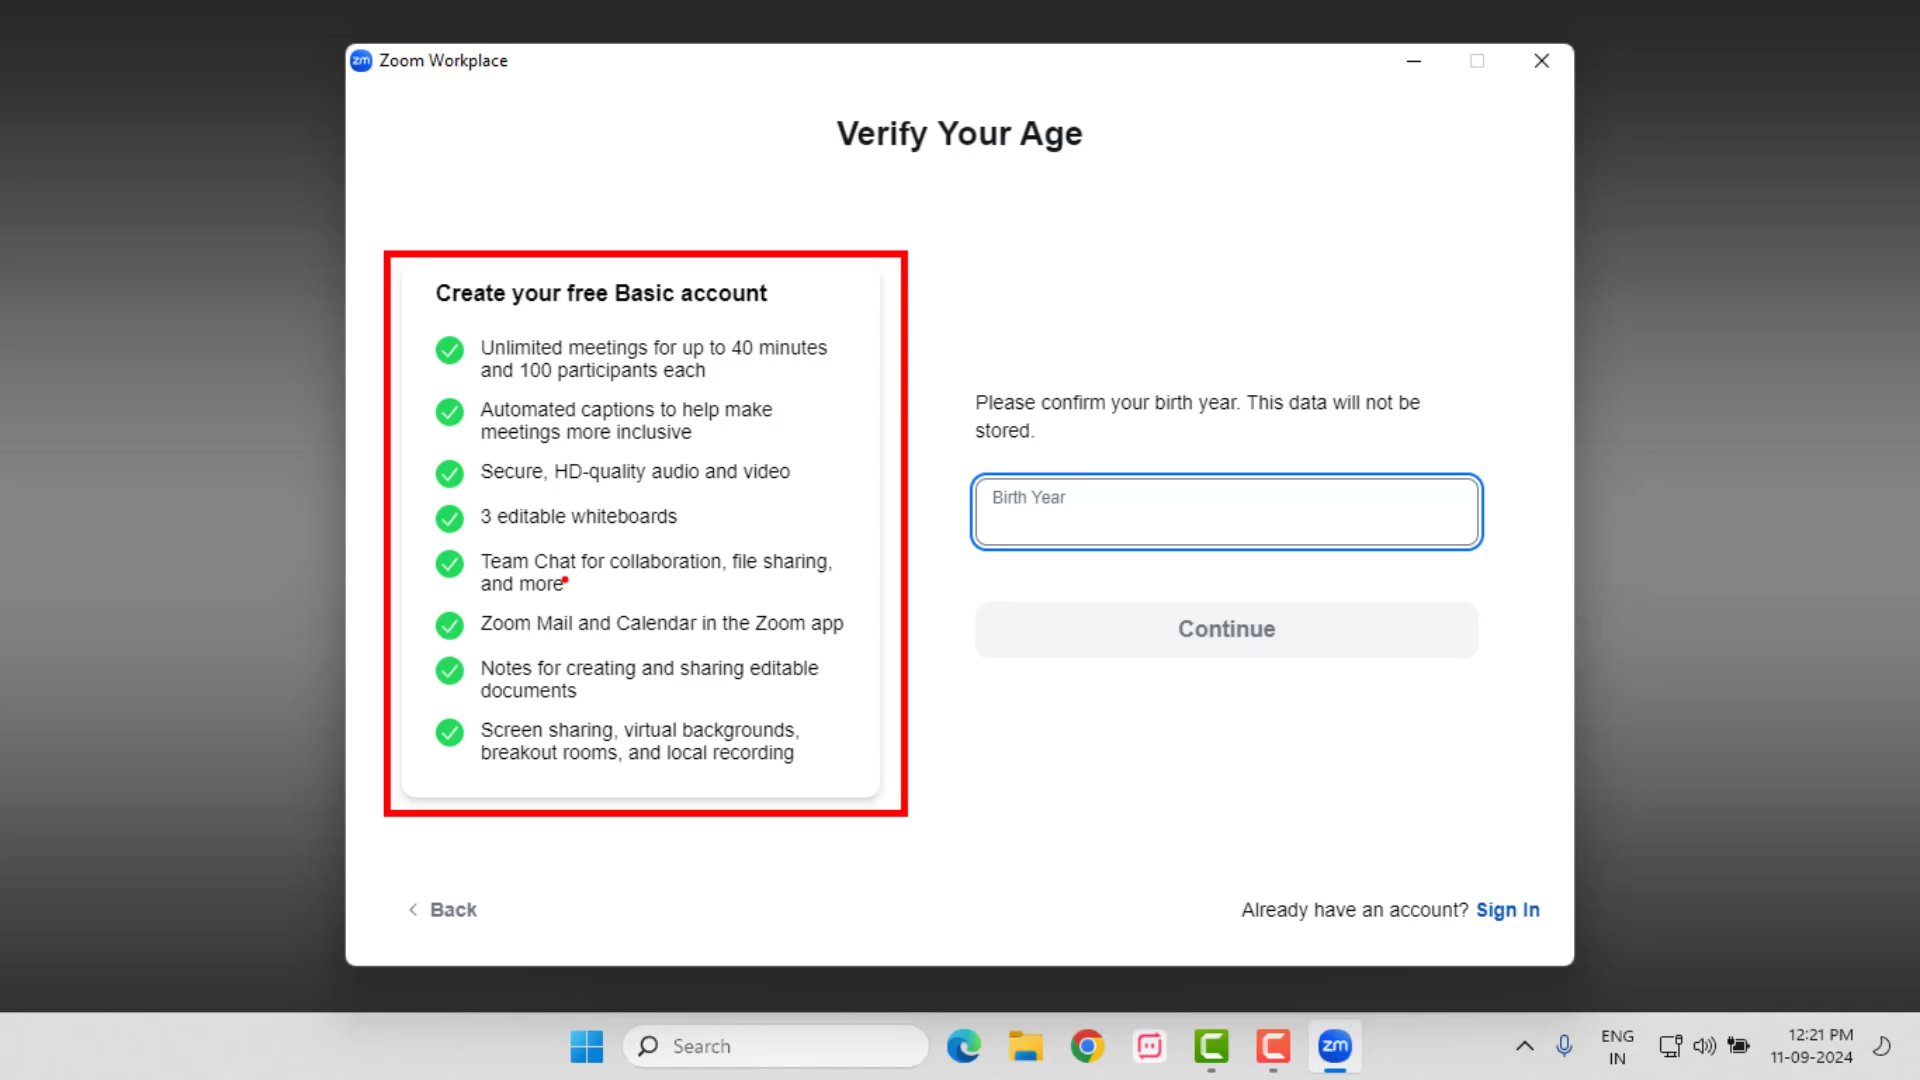 zm Zoom Workplace
Verify Your Age
Create your free Basic account
Unlimited meetings for up to 40 minutes
and 100 participants each
Automated captions to help make
meetings more inclusive
Secure, HD-quality audio and video
3 editable whiteboards
Team Chat for collaboration, file sharing,
and more
Zoom Mail and Calendar in the Zoom app
Notes for creating and sharing editable
documents
Screen sharing, virtual backgrounds,
breakout rooms, and local recording
Please confirm your birth year. This data will not be
stored.
Birth Year
Continue
Back
Already have an account? Sign In
Search
zm
ENG
IN
12:21 PM
11-09-2024